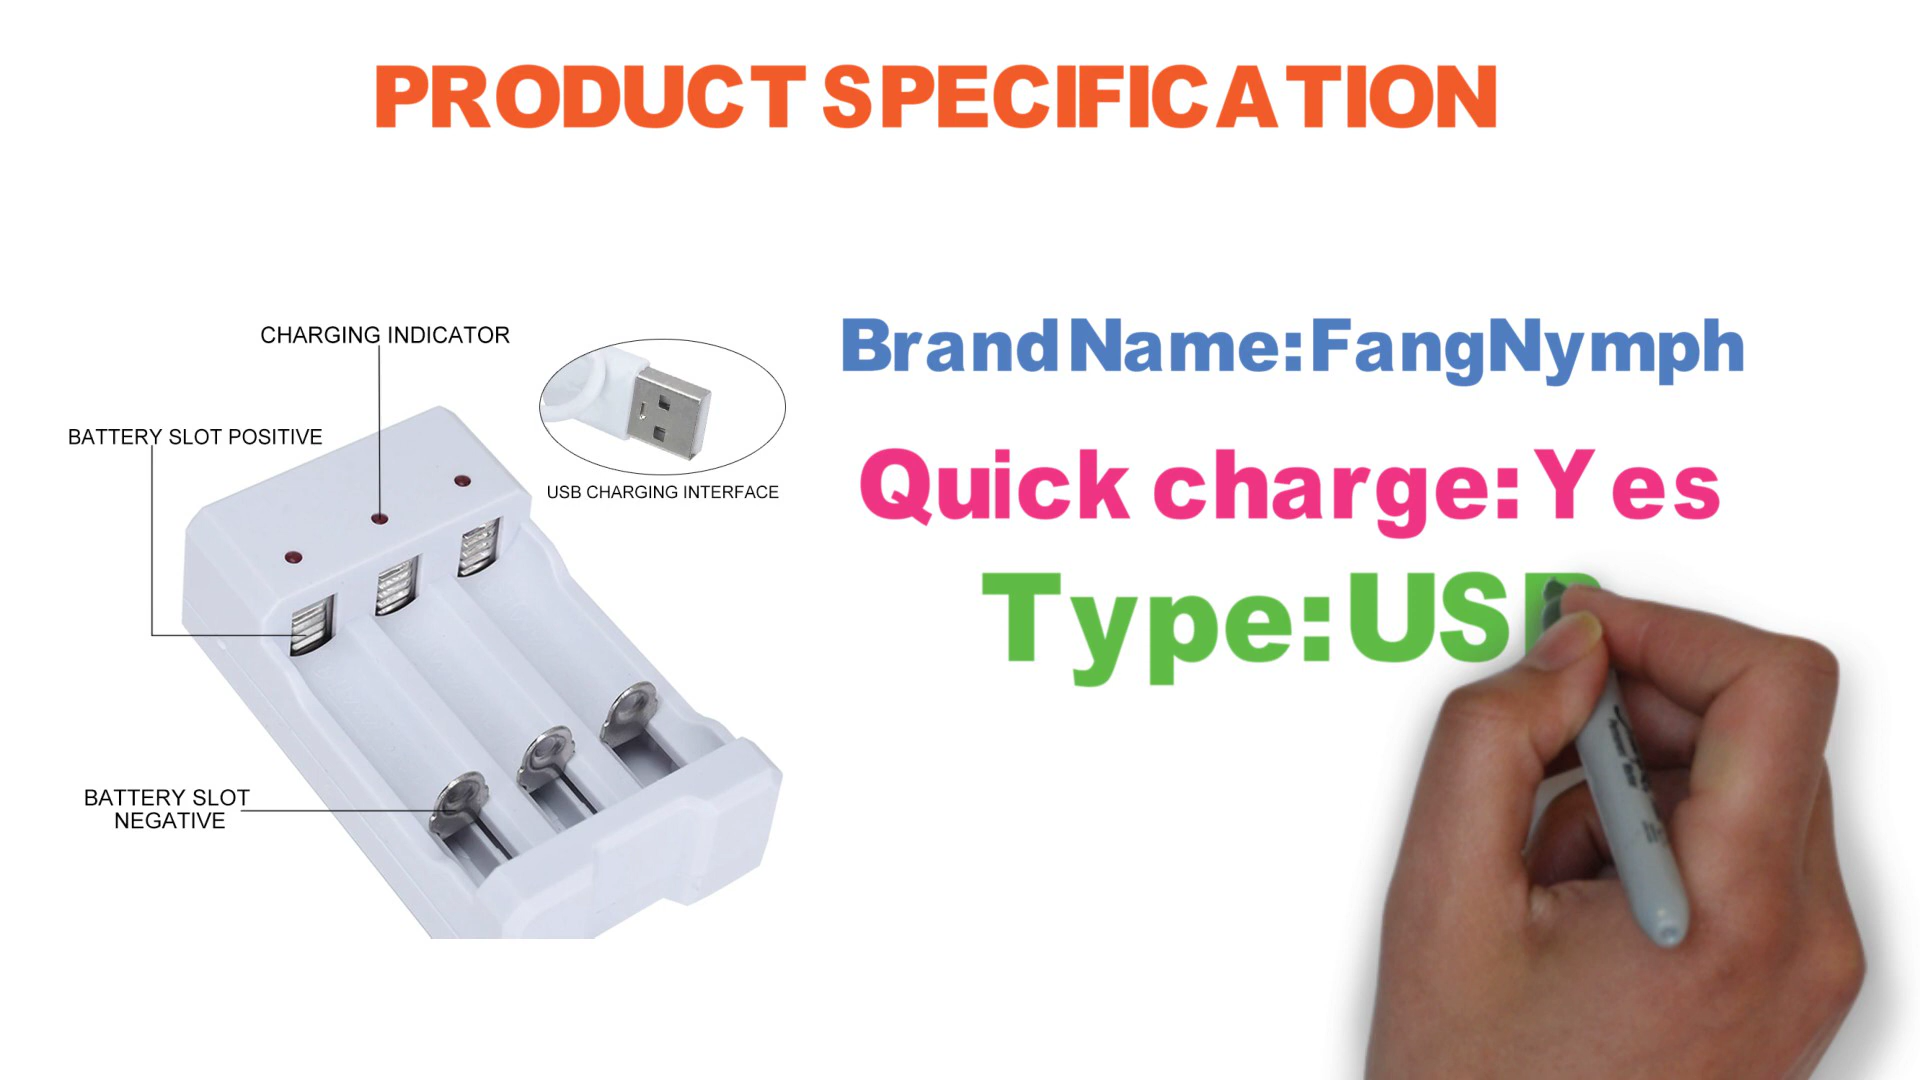 PRODUCT SPECIFICATION
CHARGING INDICATOR
BATTERY SLOT POSITIVE
USB CHARGING INTERFACE
BATTERY SLOT
NEGATIVE
Brand Name: FangNymph
Quick charge: Yes
Type: USB